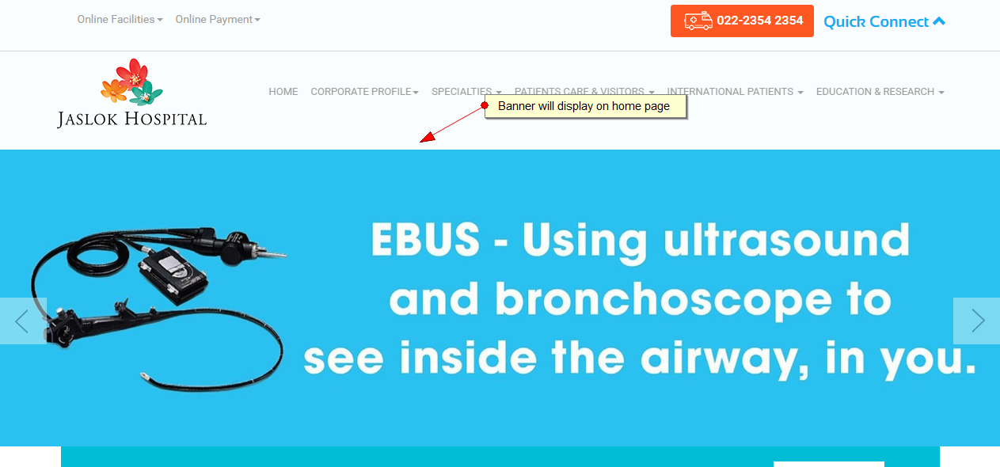 Online Facilities Online Payment 022-2354 2354 Quick Connect
JASLOK HOSPITAL
HOME CORPORATE PROFILE SPECIALTIES PATIENTS CARE & VISITORS INTERNATIONAL PATIENTS EDUCATION & RESEARCH
Banner will display on home page
EBUS - Using ultrasound
and bronchoscope to
see inside the airway, in you.